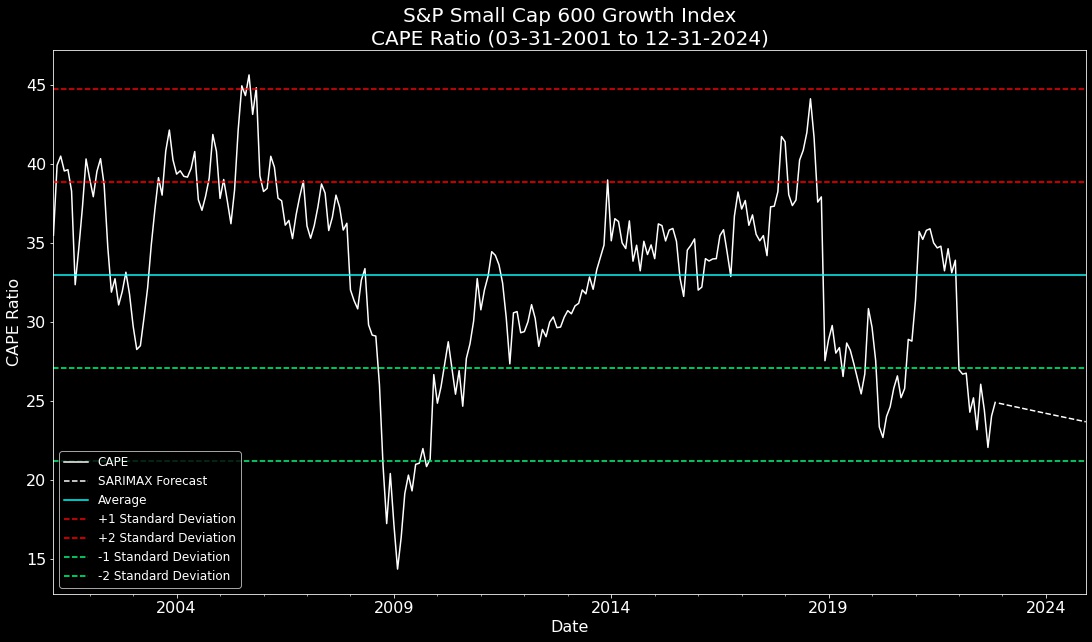 S&P Small Cap 600 Growth Index
CAPE Ratio (03-31-2001 to 12-31-2024)
45
40
35
30
25
20
15
CAPE Ratio
CAPE
SARIMAX Forecast
Average
+1 Standard Deviation
+2 Standard Deviation
-1 Standard Deviation
-2 Standard Deviation
2004 2009 2014 2019 2024
Date